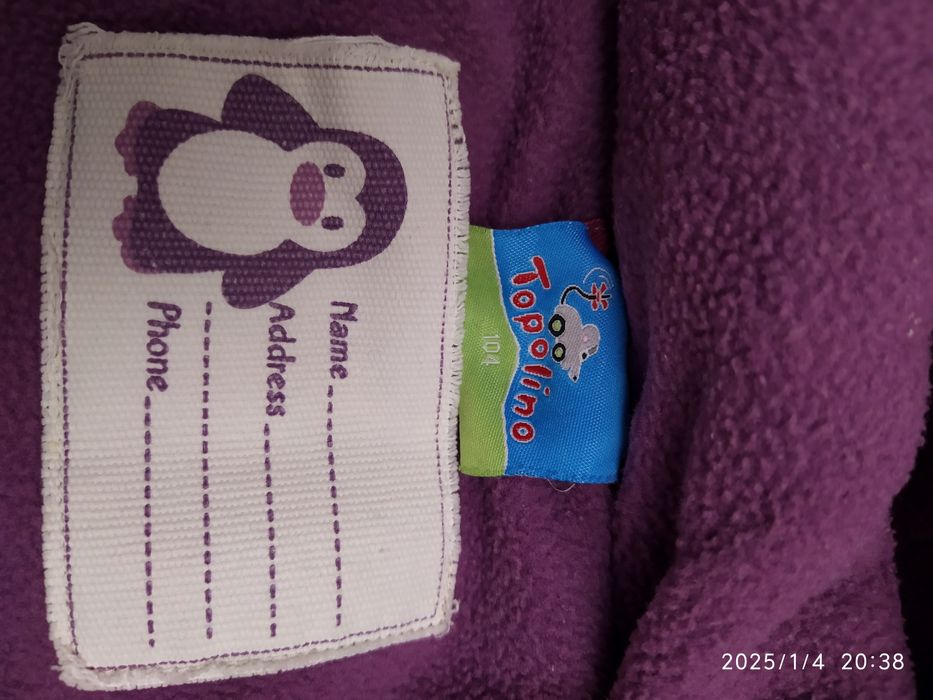 Topolino
104
Name
Address
Phone
2025/1/4 20:38